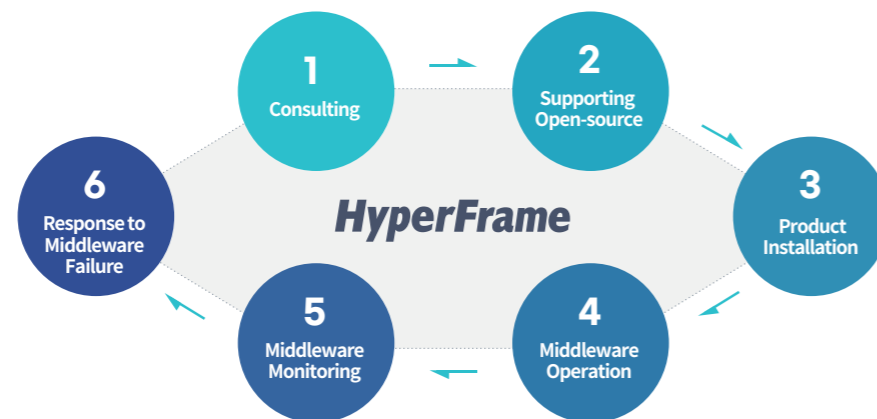 1
Consulting
2
Supporting
Open-source
3
Product
Installation
4
Middleware
Operation
5
Middleware
Monitoring
6
Response to
Middleware
Failure
HyperFrame